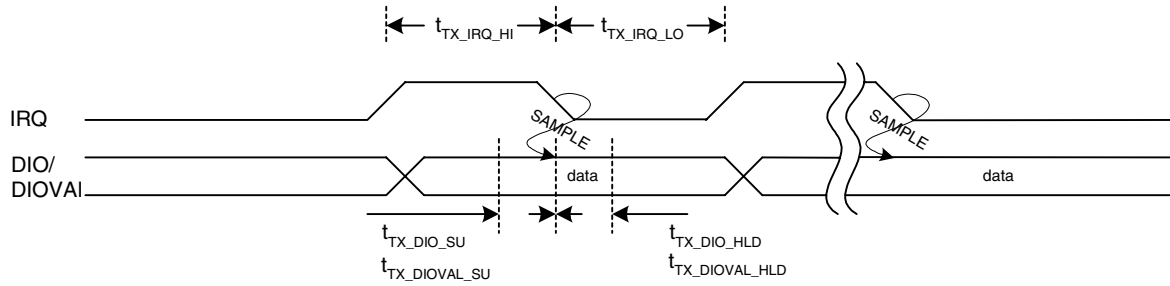 tTX_IRQ_HI tTX_IRQ_LO
IRQ
SAMPLE SAMPLE
DIO/
DIOVAl
data data
tTX_DIO_SU tTX_DIO_HLD
tTX_DIOVAL_SU tTX_DIOVAL_HLD